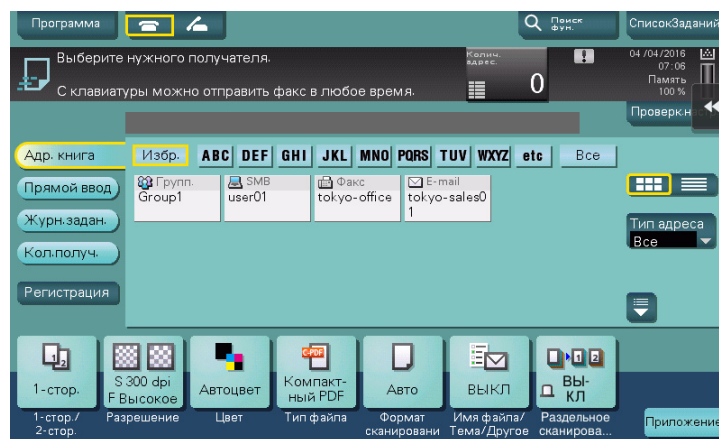 Программа
Поиск
фун.
СписокЗаданий
Выберите нужного получателя.
С клавиатуры можно отправить факс в любое время.
Колич.
адрес.
0
04/04/2016
07:06
Память
100 %
Проверк.н
Адр. книга
Избр.
ABC
DEF
GHI
JKL
MNO
PQRS
TUV
WXYZ
etc
Все
Прямой ввод
Журн.задан.
Кол.получ.
Регистрация
Групп.
Group1
SMB
user01
Факс
tokyo-office
E-mail
tokyo-sales0
1
Тип адреса
Все
1-стор.
S 300 dpi
F Высокое
Автоцвет
Компакт-
ный PDF
Авто
ВЫКЛ
ВЫ-
КЛ
1-стор./
2-стор.
Разрешение
Цвет
Тип файла
Формат
сканировани
Имя файла/
Тема/Другое
Раздельное
сканирова...
Приложение